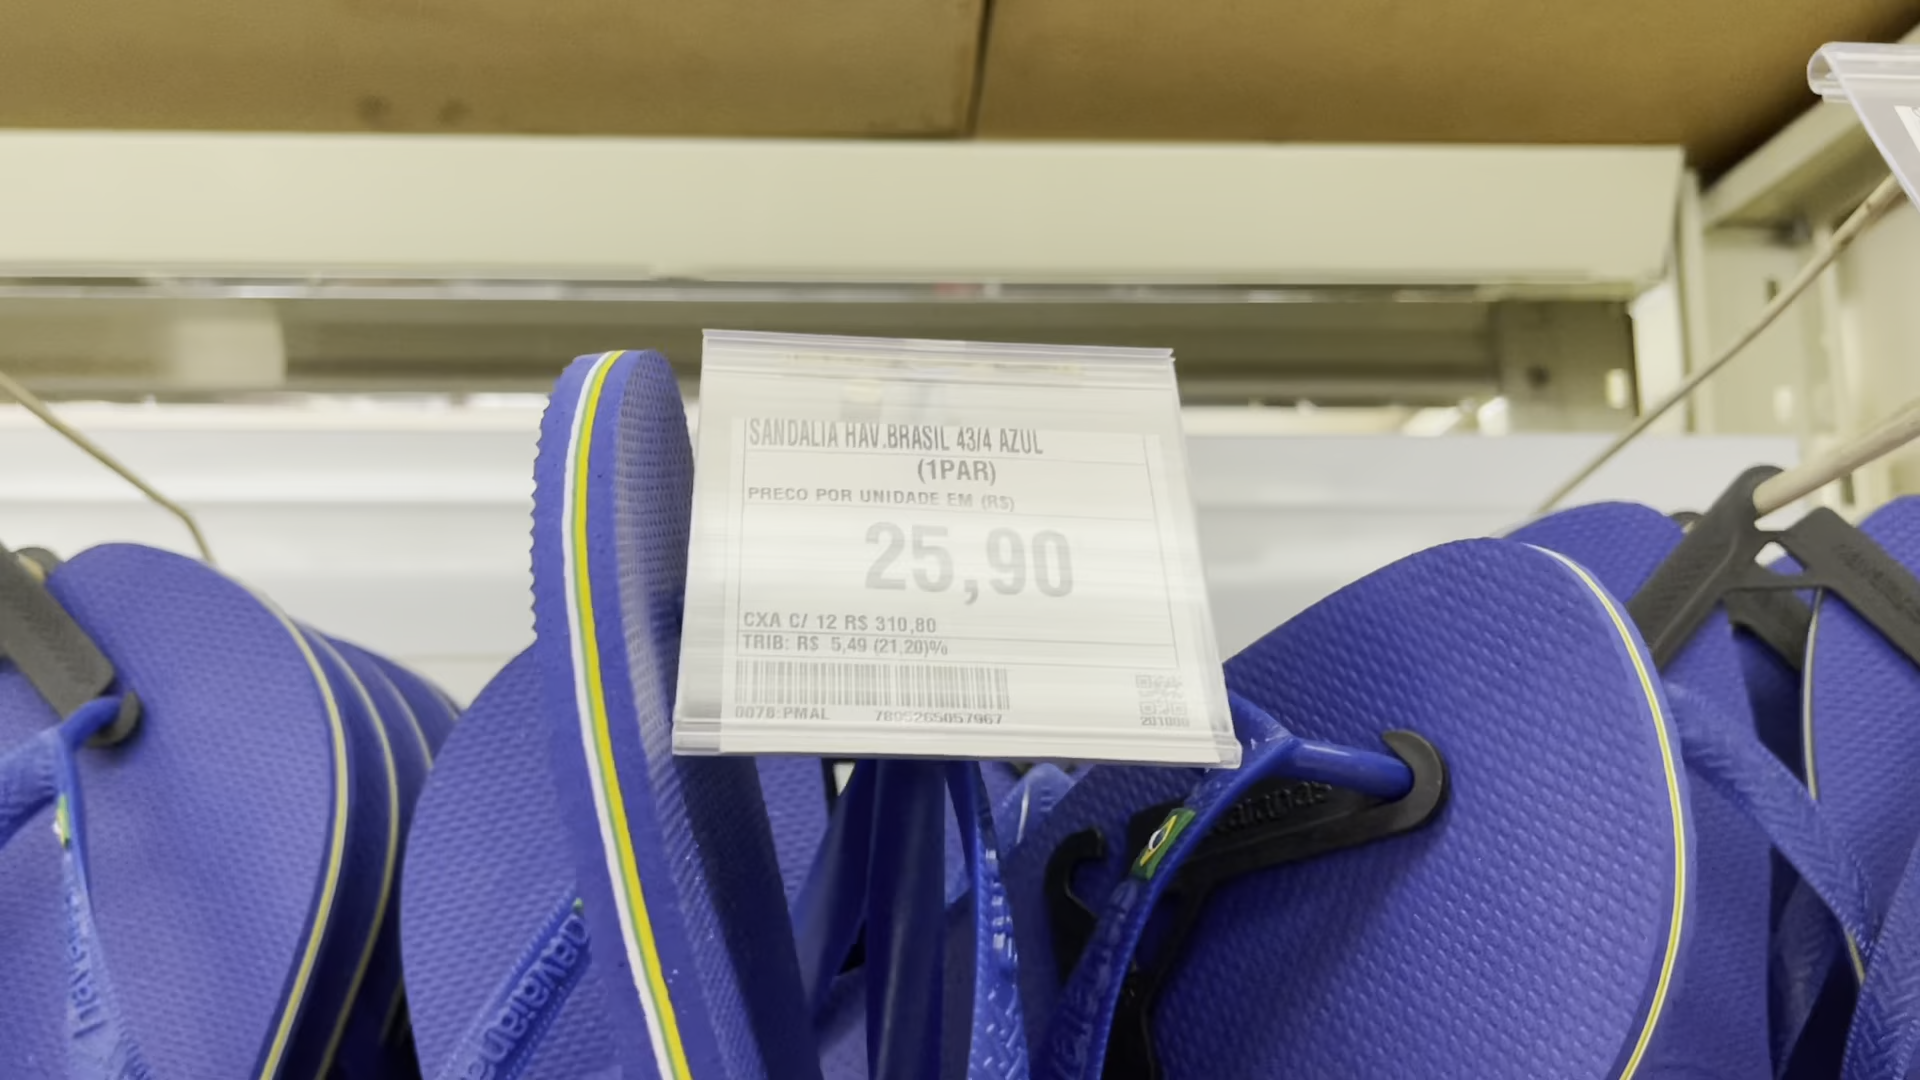 SANDALIA HAV.BRASIL 43/4 AZUL
(1PAR)
PRECO POR UNIDADE EM (R$)
25,90
CXA C/ 12 R$ 310,80
TRIB: R$ 5,49 (21,20)%
0078:PMAL 7895265057967
havaianas